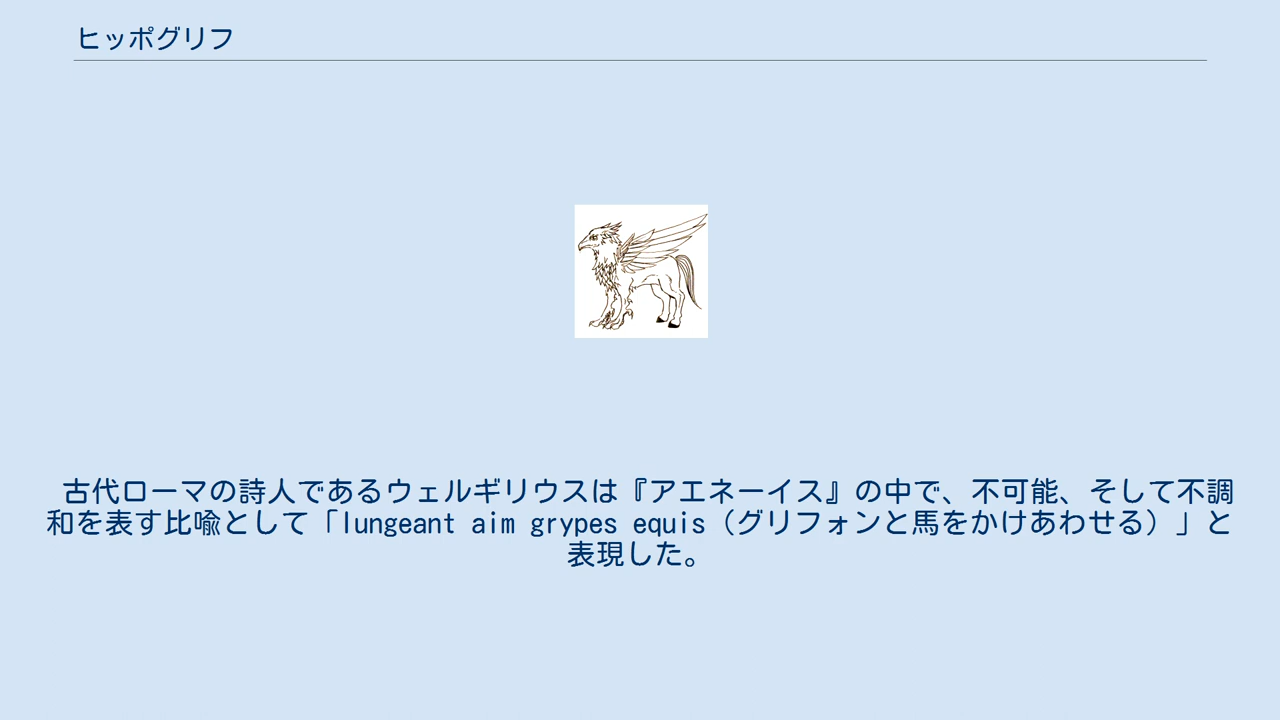 ヒッポグリフ
古代ローマの詩人であるウェルギリウスは『アエネーイス』の中で、不可能、そして不調
和を表す比喩として「lungeant aim grypes equis（グリフォンと馬をかけあわせる）」と
表現した。